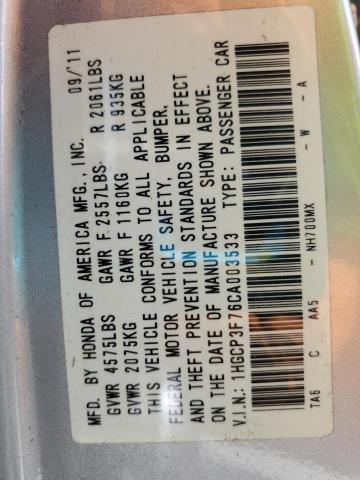 MFD. BY HONDA OF AMERICA MFG., INC. 09/'11
GVWR 4575LBS GAWR F 2557LBS R 2061LBS
GVWR 2075KG GAWR F 1160KG R 935KG
THIS VEHICLE CONFORMS TO ALL APPLICABLE
FEDERAL MOTOR VEHICLE SAFETY, BUMPER,
AND THEFT PREVENTION STANDARDS IN EFFECT
ON THE DATE OF MANUFACTURE SHOWN ABOVE.
V.I.N.: 1HGCP3F76CA003533 TYPE: PASSENGER CAR
TA6 C AA5 - NH700MX - W - A